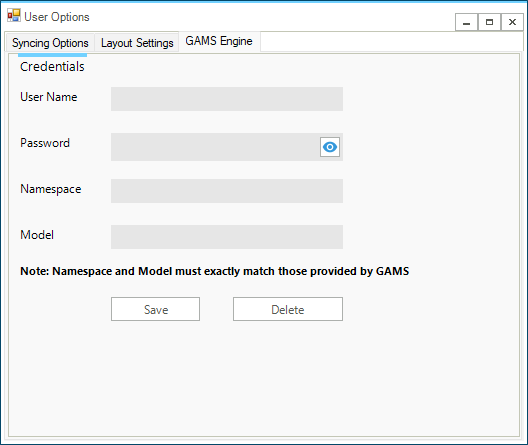 User Options
Syncing Options Layout Settings GAMS Engine
Credentials
User Name
Password
Namespace
Model
Note: Namespace and Model must exactly match those provided by GAMS
Save Delete